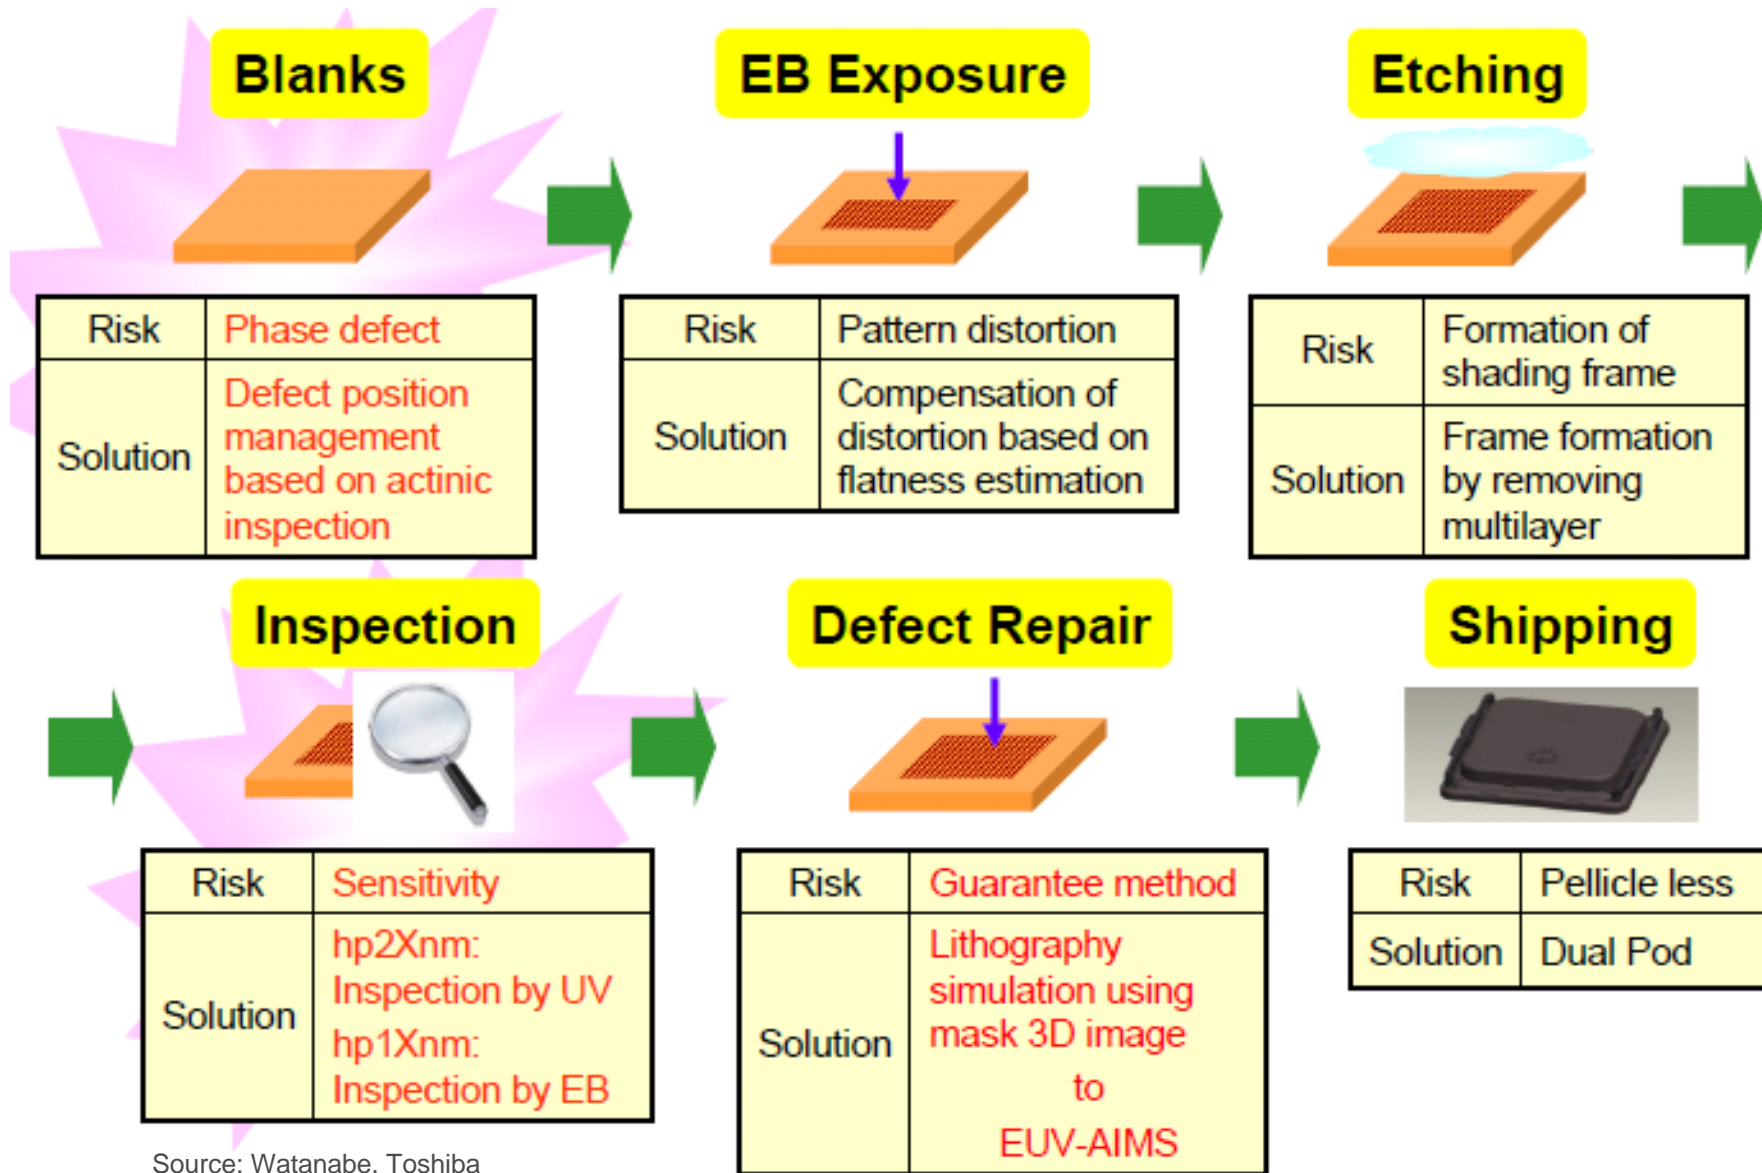 Blanks
EB Exposure
Etching
Risk
Phase defect
Solution
Defect position
management
based on actinic
inspection
Risk
Pattern distortion
Solution
Compensation of
distortion based on
flatness estimation
Risk
Formation of
shading frame
Solution
Frame formation
by removing
multilayer
Inspection
Defect Repair
Shipping
Risk
Sensitivity
Solution
hp2Xnm:
Inspection by UV
hp1Xnm:
Inspection by EB
Risk
Guarantee method
Solution
Lithography
simulation using
mask 3D image
to
EUV-AIMS
Risk
Pellicle less
Solution
Dual Pod
Source: Watanabe, Toshiba